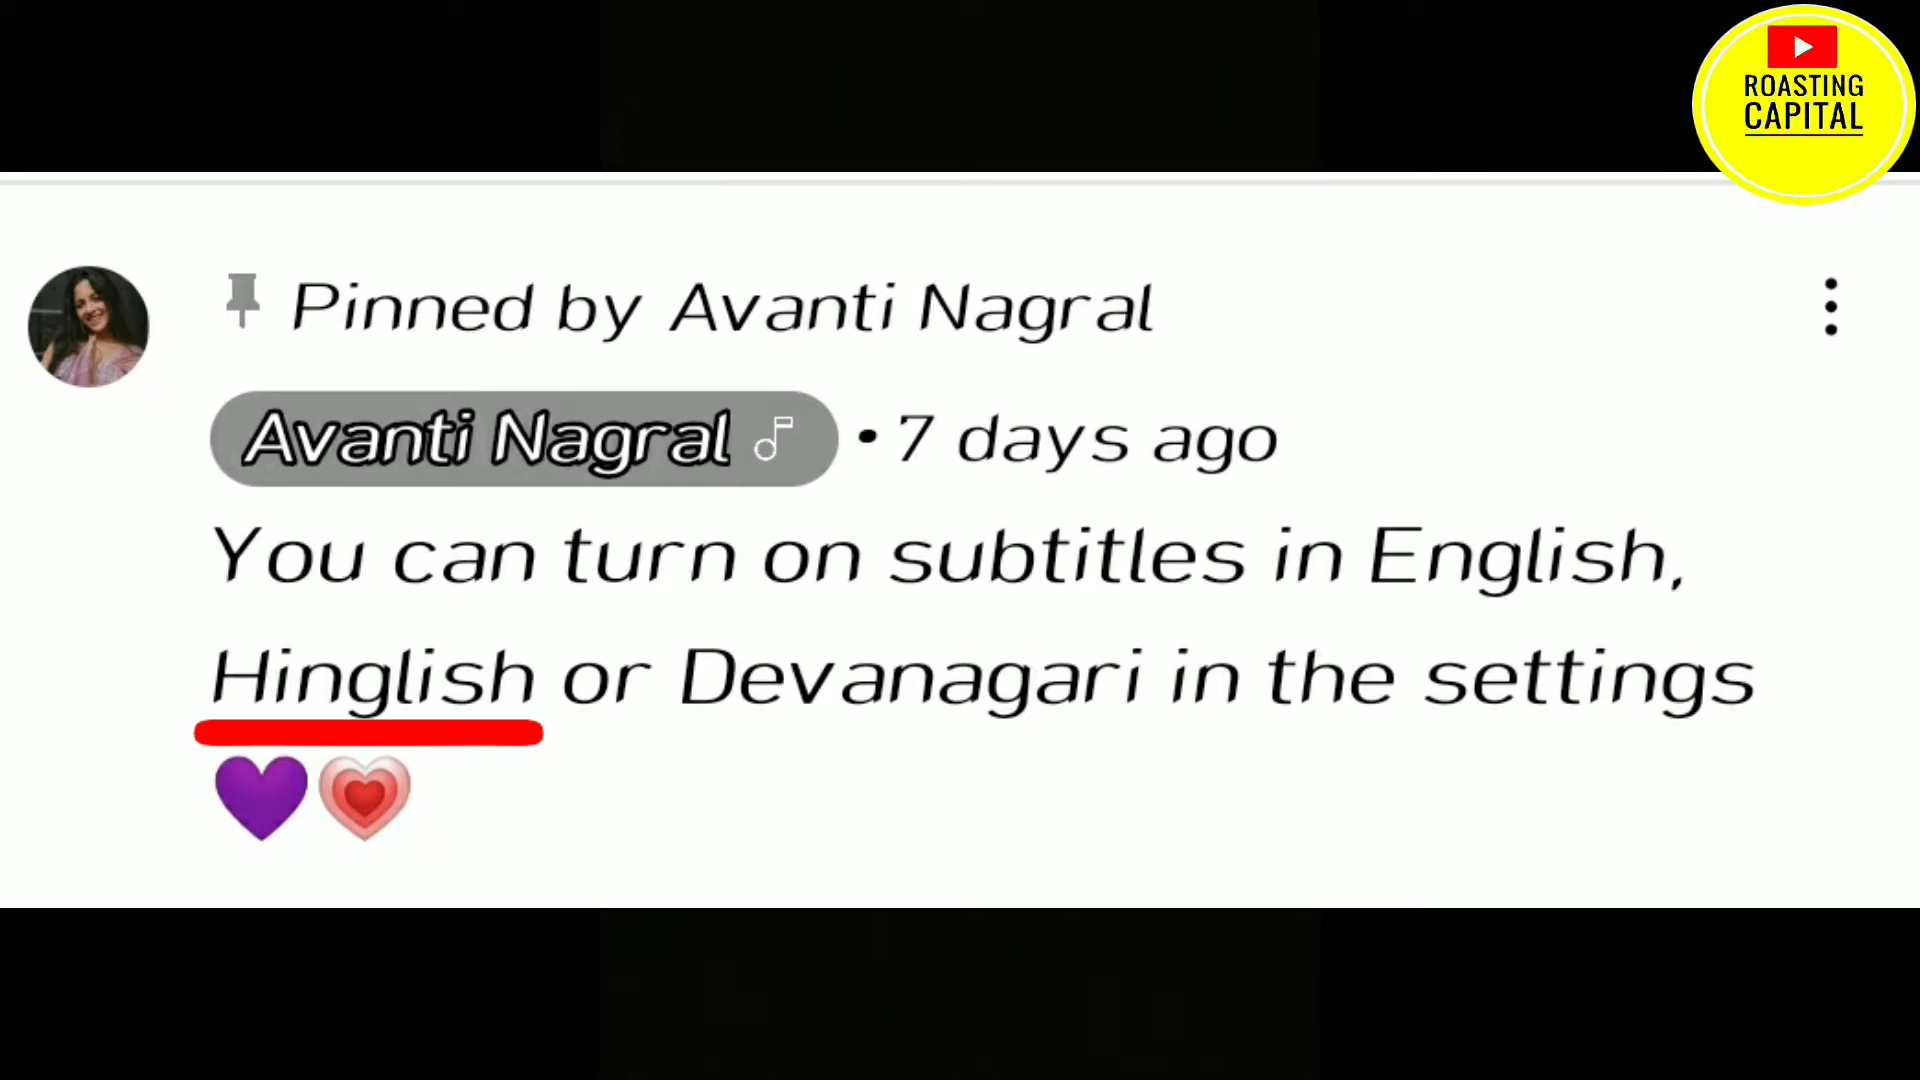 ROASTING
CAPITAL
Pinned by Avanti Nagral
Avanti Nagral • 7 days ago
You can turn on subtitles in English,
Hinglish or Devanagari in the settings
💜💗